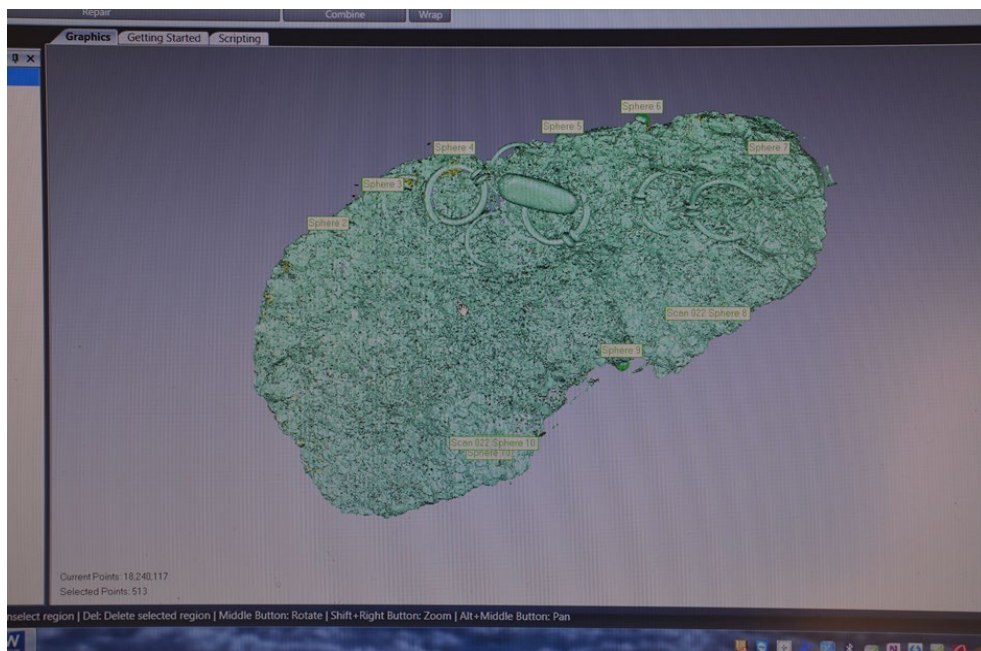 Repair
Combine
Wrap
Graphics
Getting Started
Scripting
Sphere 6
Sphere 5
Sphere 4
Sphere 7
Sphere 3
Sphere 2
Scan 022 Sphere 8
Sphere 9
Scan 022 Sphere 10
Current Points: 18,240,117
Selected Points: 513
nselect region | Del: Delete selected region | Middle Button: Rotate | Shift+Right Button: Zoom | Alt+Middle Button: Pan
W